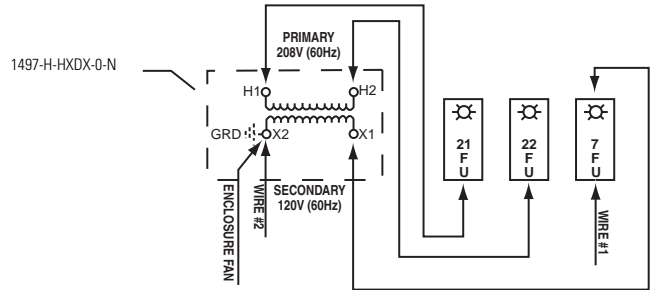 PRIMARY
208V (60Hz)
1497-H-HXDX-0-N
H1
H2
GRD
X2
X1
SECONDARY
120V (60Hz)
ENCLOSURE FAN
WIRE #2
21
F
U
22
F
U
7
F
U
WIRE #1